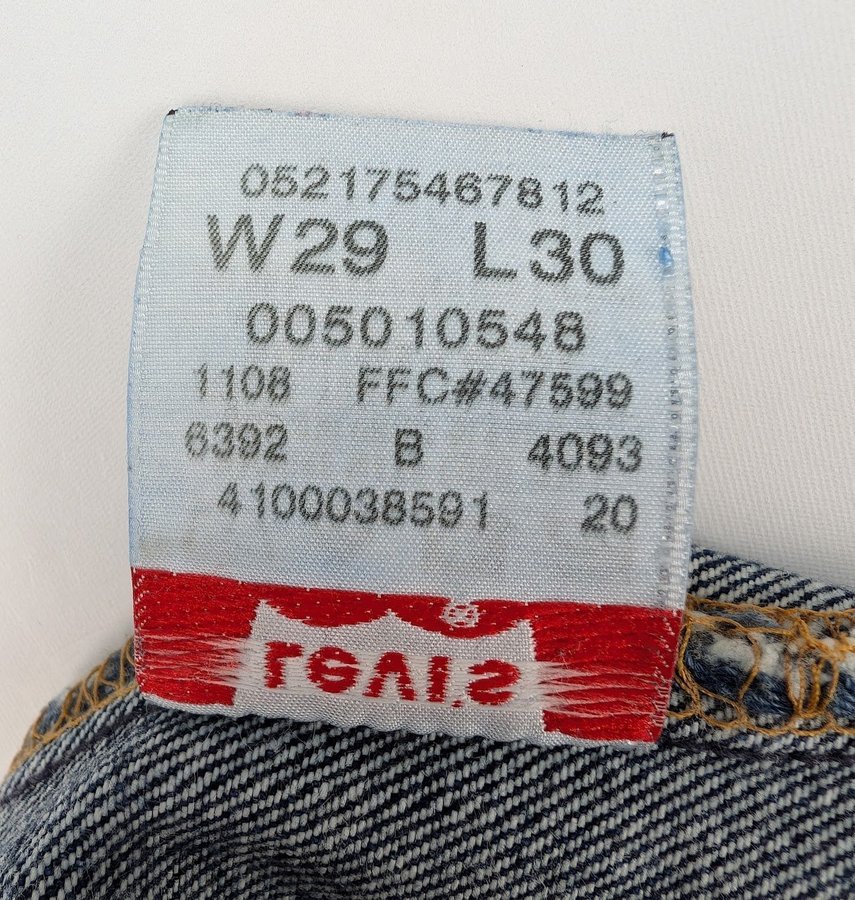 052175467812
W29 L30
005010548
1108 FFC#47599
6392 B 4093
4100038591 20
Levi's